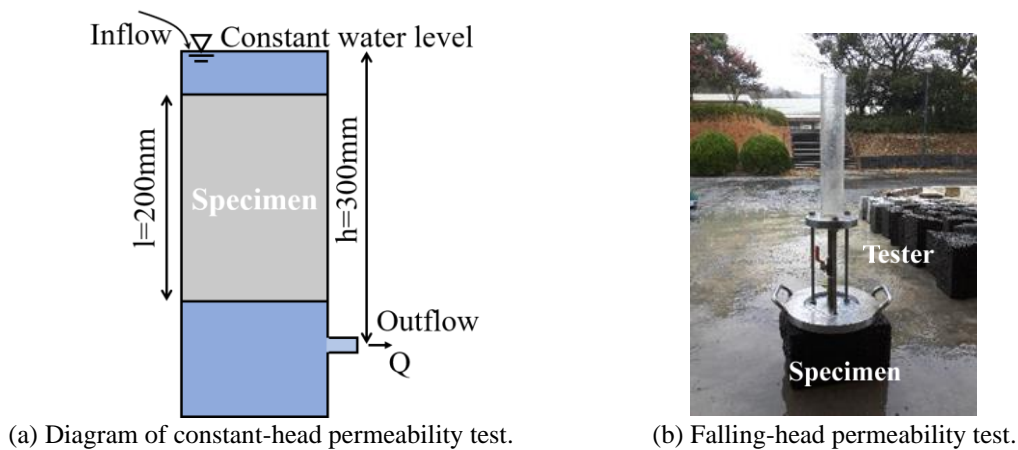 Inflow
Constant water level
l=200mm
Specimen
h=300mm
Outflow
Q
(a) Diagram of constant-head permeability test.
Tester
Specimen
(b) Falling-head permeability test.